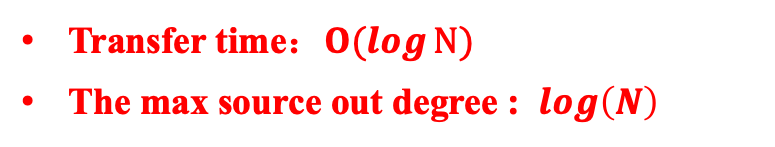 • Transfer time：O(log N)
• The max source out degree : log(N)